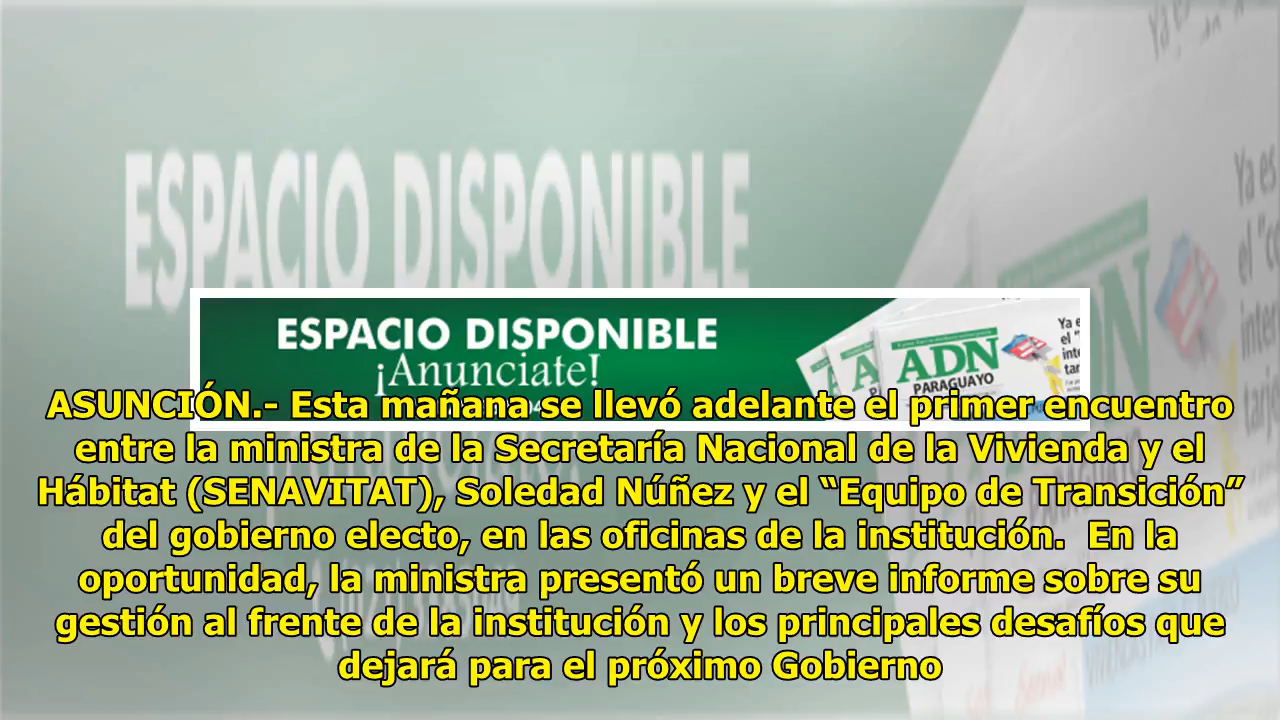 ESPACIO DISPONIBLE
ESPACIO DISPONIBLE
¡Anunciate!
ADN
PARAGUAYO
ASUNCIÓN.- Esta mañana se llevó adelante el primer encuentro
entre la ministra de la Secretaría Nacional de la Vivienda y el
Hábitat (SENAVITAT), Soledad Núñez y el “Equipo de Transición”
del gobierno electo, en las oficinas de la institución.  En la
oportunidad, la ministra presentó un breve informe sobre su
gestión al frente de la institución y los principales desafíos que
dejará para el próximo Gobierno